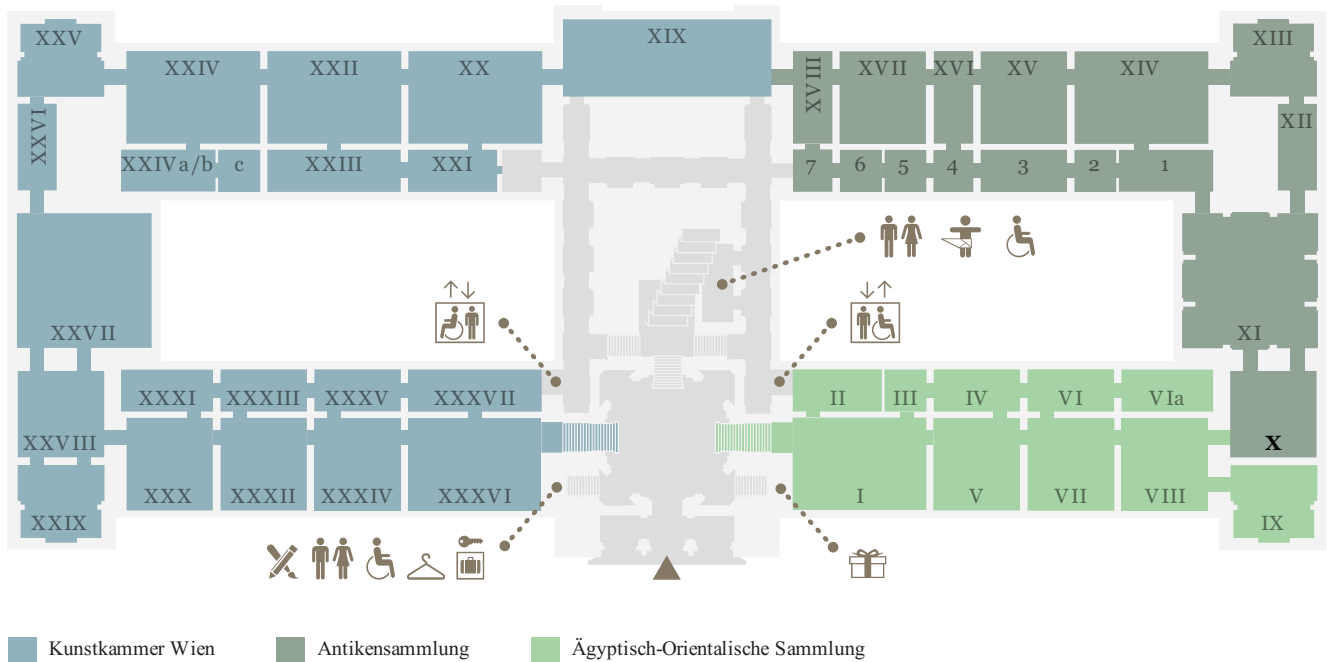 XXV
XXIV
XXII
XX
XIX
XVIII
XVII
XVI
XV
XIV
XIII
XXVI
XII
XXIVa/b
c
XXIII
XXI
7
6
5
4
3
2
1
XXVII
XI
XXXI
XXXIII
XXXV
XXXVII
II
III
IV
VI
VIa
XXVIII
X
XXX
XXXII
XXXIV
XXXVI
I
V
VII
VIII
XXIX
IX
Kunstkammer Wien
Antikensammlung
Ägyptisch-Orientalische Sammlung